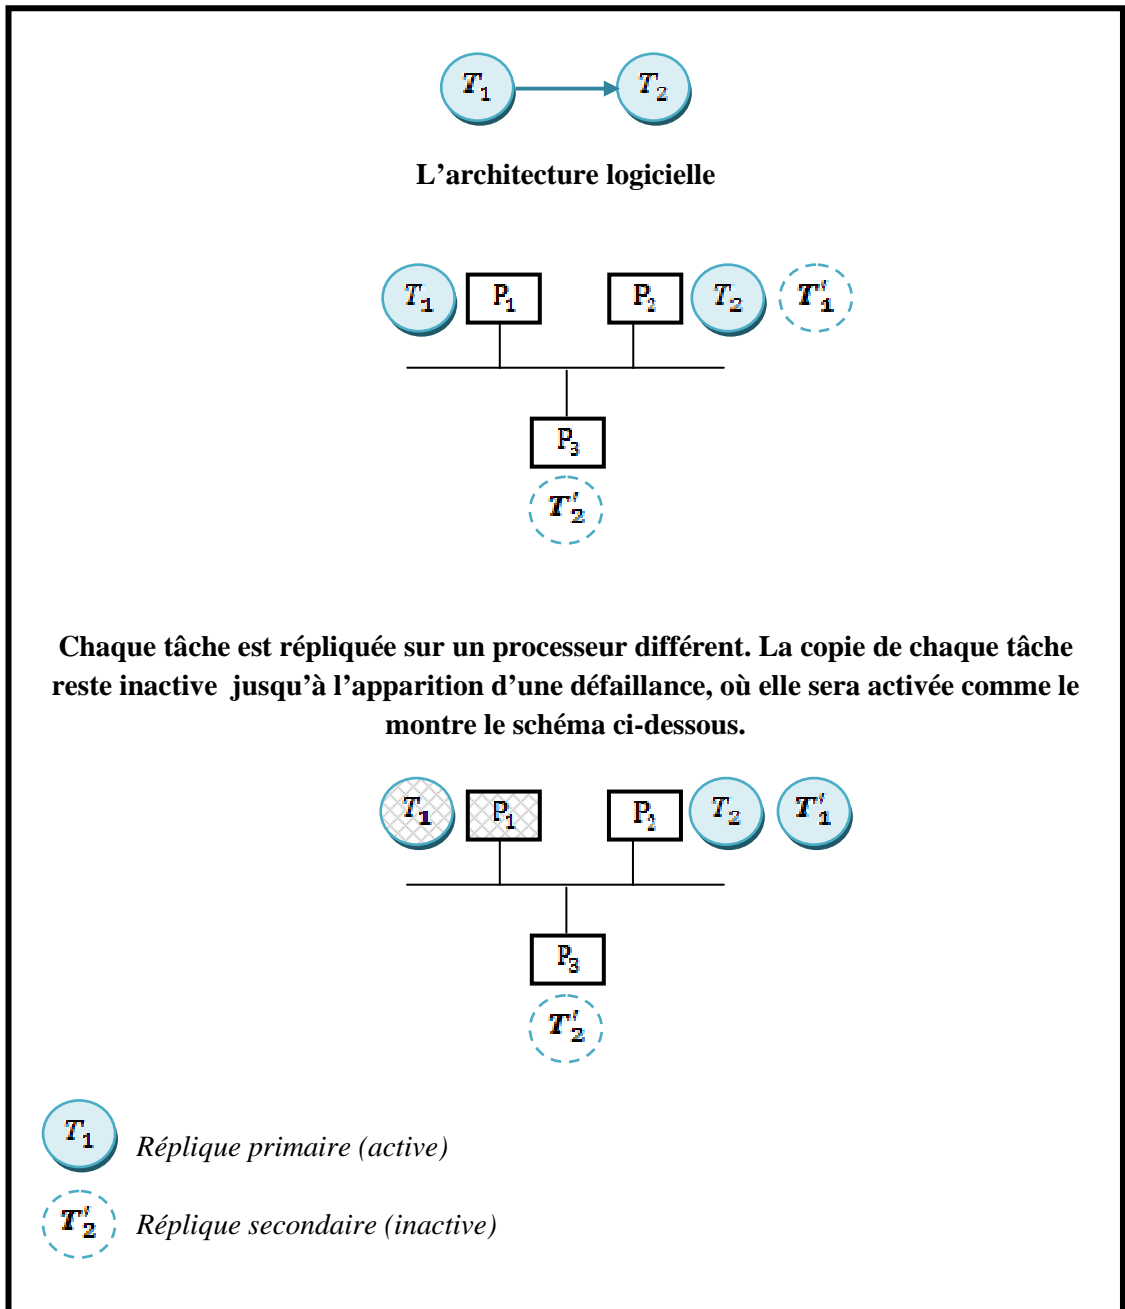 T₁ T₂
L’architecture logicielle
T₁ P₁ P₂ T₂ T′₁
P₃
T′₂
Chaque tâche est répliquée sur un processeur différent. La copie de chaque tâche
reste inactive jusqu’à l’apparition d’une défaillance, où elle sera activée comme le
montre le schéma ci-dessous.
T₁ P₁ P₂ T₂ T′₁
P₃
T′₂
T₁ Réplique primaire (active)
T′₂ Réplique secondaire (inactive)